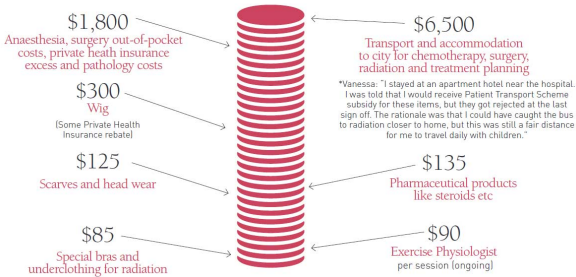 $1,800
Anaesthesia, surgery out-of-pocket
costs, private heath insurance
excess and pathology costs
$300
Wig
(Some Private Health
Insurance rebate)
$125
Scarves and head wear
$85
Special bras and
underclothing for radiation
$6,500
Transport and accommodation
to city for chemotherapy, surgery,
radiation and treatment planning
*Vanessa: "I stayed at an apartment hotel near the hospital.
I was told that I would receive Patient Transport Scheme
subsidy for these items, but they got rejected at the last
sign off. The rationale was that I could have caught the bus
to radiation closer to home, but this was still a fair distance
for me to travel daily with children."
$135
Pharmaceutical products
like steroids etc
$90
Exercise Physiologist
per session (ongoing)